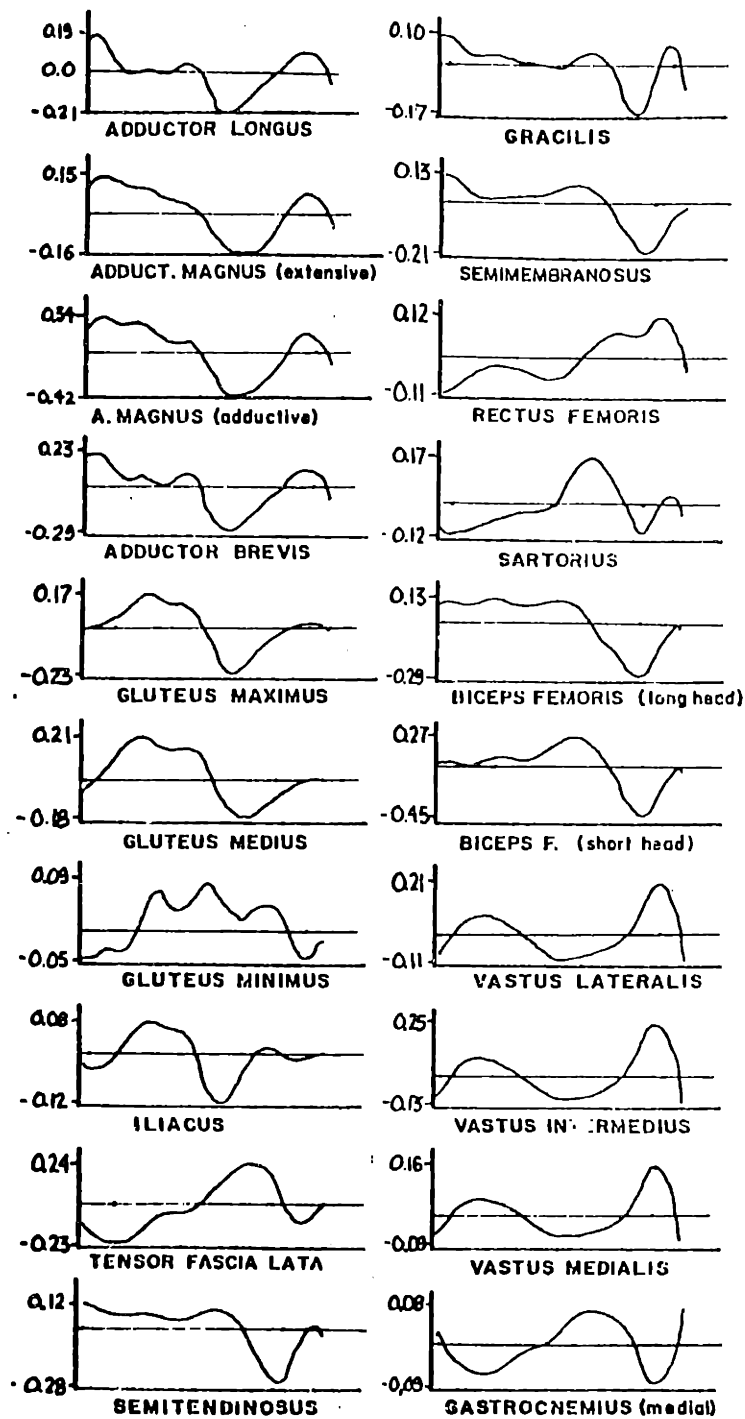 0.19
0.0
-0.21
ADDUCTOR LONGUS
0.10
-0.17
GRACILIS
0.15
-0.16
ADDUCT. MAGNUS (extensive)
0.13
-0.21
SEMIMEMBRANOSUS
0.34
-0.42
A. MAGNUS (adductive)
0.12
-0.11
RECTUS FEMORIS
0.23
-0.29
ADDUCTOR BREVIS
0.17
-0.12
SARTORIUS
0.17
-0.23
GLUTEUS MAXIMUS
0.13
-0.29
BICEPS FEMORIS (long head)
0.21
-0.18
GLUTEUS MEDIUS
0.27
-0.45
BICEPS F. (short head)
0.09
-0.05
GLUTEUS MINIMUS
0.21
-0.11
VASTUS LATERALIS
0.08
-0.12
ILIACUS
0.25
-0.15
VASTUS
0.24
-0.23
TENSOR FASCIA LATA
0.16
-0.09
VASTUS MEDIALIS
0.12
-0.28
SEMITENDINOSUS
0.08
-0.09
GASTROCNEMIUS (medial)